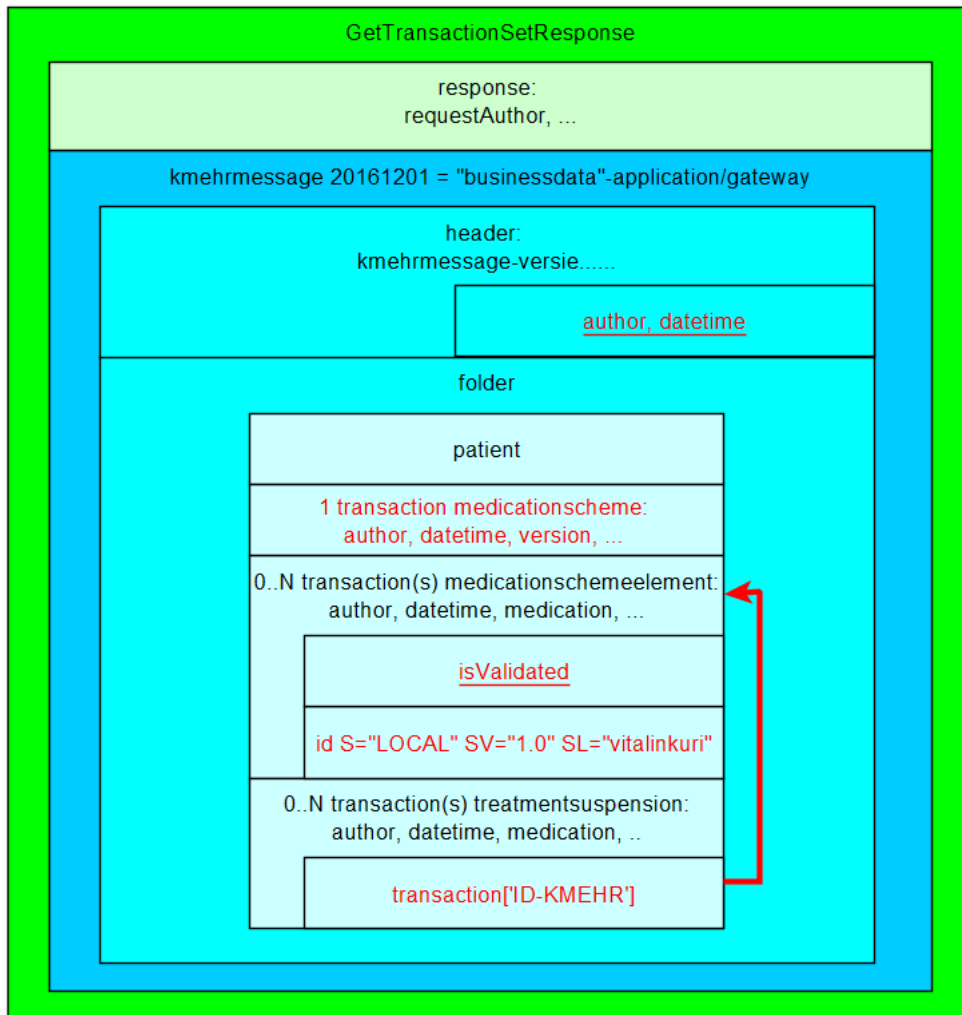 GetTransactionSetResponse
response:
requestAuthor, ...
kmehrmessage 20161201 = "businessdata"-application/gateway
header:
kmehrmessage-versie......
author, datetime
folder
patient
1 transaction medicationscheme:
author, datetime, version, ...
0..N transaction(s) medicationschemeelement:
author, datetime, medication, ...
isValidated
id S="LOCAL" SV="1.0" SL="vitalinkuri"
0..N transaction(s) treatmentsuspension:
author, datetime, medication, ..
transaction['ID-KMEHR']